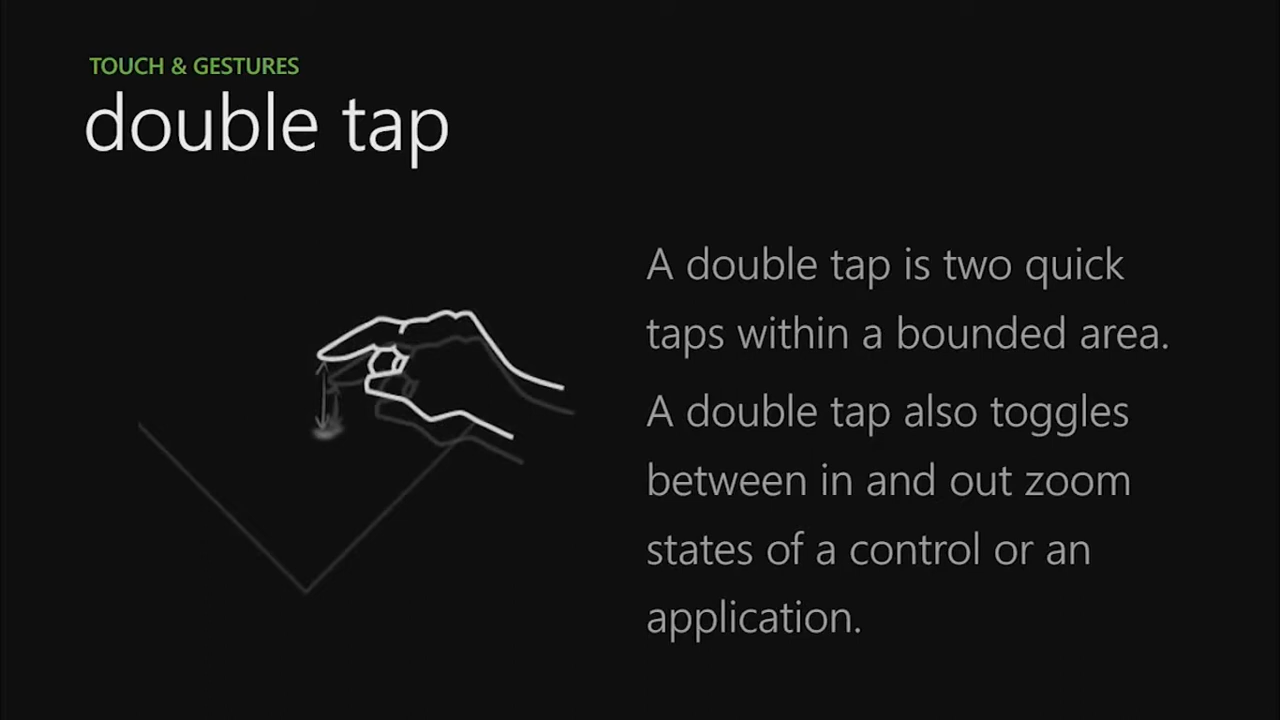 TOUCH & GESTURES
double tap
A double tap is two quick
taps within a bounded area.
A double tap also toggles
between in and out zoom
states of a control or an
application.